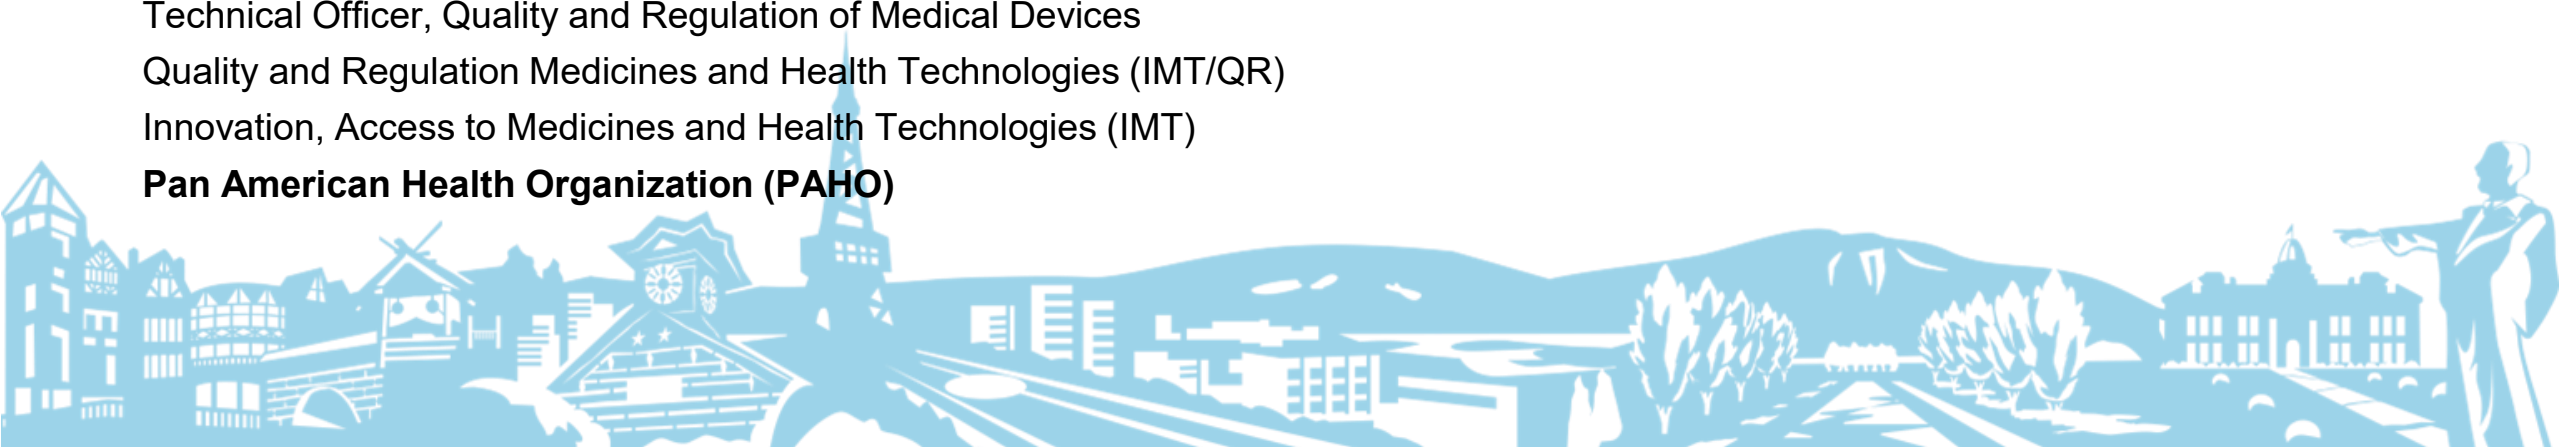 Technical Officer, Quality and Regulation of Medical Devices
Quality and Regulation Medicines and Health Technologies (IMT/QR)
Innovation, Access to Medicines and Health Technologies (IMT)
Pan American Health Organization (PAHO)